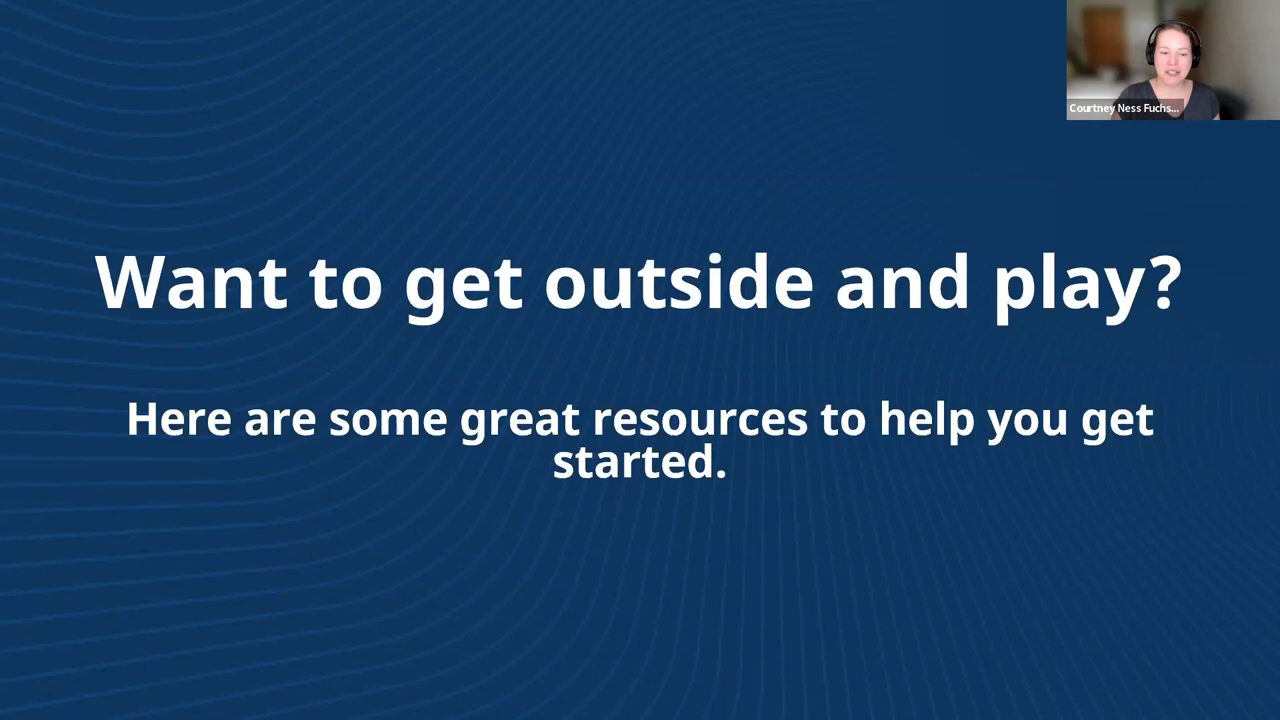 Courtney Ness Fuchs...
Want to get outside and play?
Here are some great resources to help you get
started.